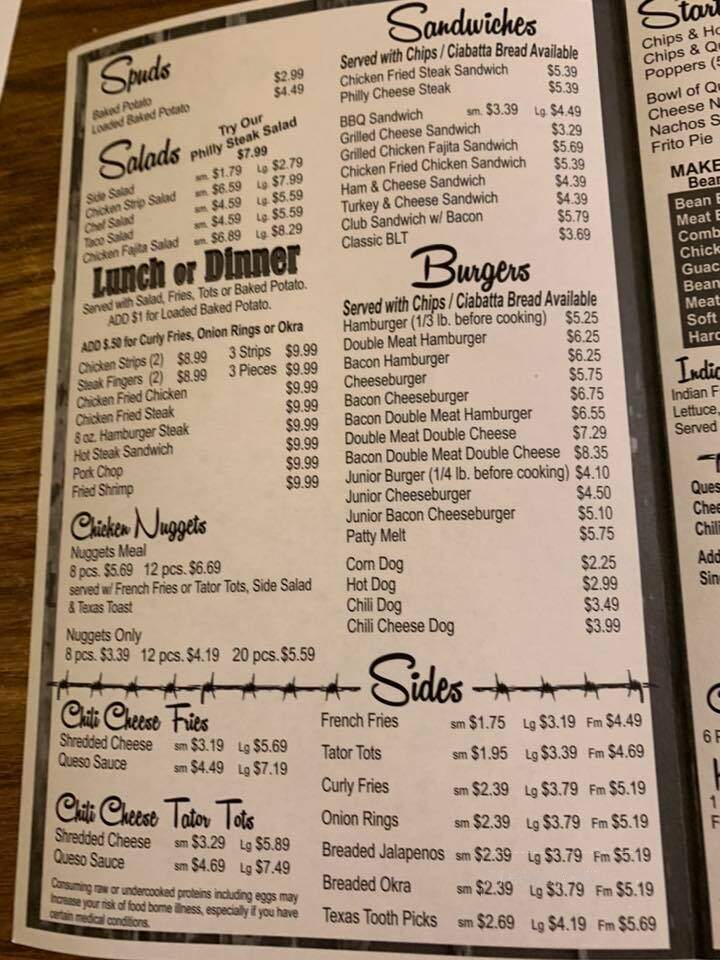 Spuds
Baked Potato $2.99
Loaded Baked Potato $4.49
Salads
Try Our
Philly Steak Salad
$7.99
Side Salad sm. $1.79 Lg $2.79
Chicken Strip Salad sm. $6.59 Lg $7.99
Chef Salad sm. $4.59 Lg $5.59
Taco Salad sm. $4.59 Lg $5.59
Chicken Fajita Salad sm. $6.89 Lg. $8.29
Lunch or Dinner
Served with Salad, Fries, Tots or Baked Potato.
ADD $1 for Loaded Baked Potato.
ADD $.50 for Curly Fries, Onion Rings or Okra
Chicken Strips (2) $8.99 3 Strips $9.99
Steak Fingers (2) $8.99 3 Pieces $9.99
Chicken Fried Chicken $9.99
Chicken Fried Steak $9.99
8 oz. Hamburger Steak $9.99
Hot Steak Sandwich $9.99
Pork Chop $9.99
Fried Shrimp $9.99
Chicken Nuggets
Nuggets Meal
8 pcs. $5.69 12 pcs. $6.69
served w/ French Fries or Tator Tots, Side Salad
& Texas Toast
Nuggets Only
8 pcs. $3.39 12 pcs. $4.19 20 pcs. $5.59
Sandwiches
Served with Chips / Ciabatta Bread Available
Chicken Fried Steak Sandwich $5.39
Philly Cheese Steak $5.39
BBQ Sandwich sm. $3.39 Lg. $4.49
Grilled Cheese Sandwich $3.29
Grilled Chicken Fajita Sandwich $5.69
Chicken Fried Chicken Sandwich $5.39
Ham & Cheese Sandwich $4.39
Turkey & Cheese Sandwich $4.39
Club Sandwich w/ Bacon $5.79
Classic BLT $3.69
Burgers
Served with Chips / Ciabatta Bread Available
Hamburger (1/3 lb. before cooking) $5.25
Double Meat Hamburger $6.25
Bacon Hamburger $6.25
Cheeseburger $5.75
Bacon Cheeseburger $6.75
Bacon Double Meat Hamburger $6.55
Double Meat Double Cheese $7.29
Bacon Double Meat Double Cheese $8.35
Junior Burger (1/4 lb. before cooking) $4.10
Junior Cheeseburger $4.50
Junior Bacon Cheeseburger $5.10
Patty Melt $5.75
Corn Dog $2.25
Hot Dog $2.99
Chili Dog $3.49
Chili Cheese Dog $3.99
Sides
French Fries sm $1.75 Lg $3.19 Fm $4.49
Tator Tots sm $1.95 Lg $3.39 Fm $4.69
Curly Fries sm $2.39 Lg $3.79 Fm $5.19
Onion Rings sm $2.39 Lg $3.79 Fm $5.19
Breaded Jalapenos sm $2.39 Lg $3.79 Fm $5.19
Breaded Okra sm $2.39 Lg $3.79 Fm $5.19
Texas Tooth Picks sm $2.69 Lg $4.19 Fm $5.69
Chili Cheese Fries
Shredded Cheese sm $3.19 Lg $5.69
Queso Sauce sm $4.49 Lg $7.19
Chili Cheese Tator Tots
Shredded Cheese sm $3.29 Lg $5.89
Queso Sauce sm $4.69 Lg $7.49
Consuming raw or undercooked proteins including eggs may
increase your risk of food borne illness, especially if you have
certain medical conditions.
Chips &
Chips &
Poppers
Bowl of
Cheese
Nachos
Frito Pie
MAKE
Bean
Meat
Soft
Indian
Lettuce,
Served
Add